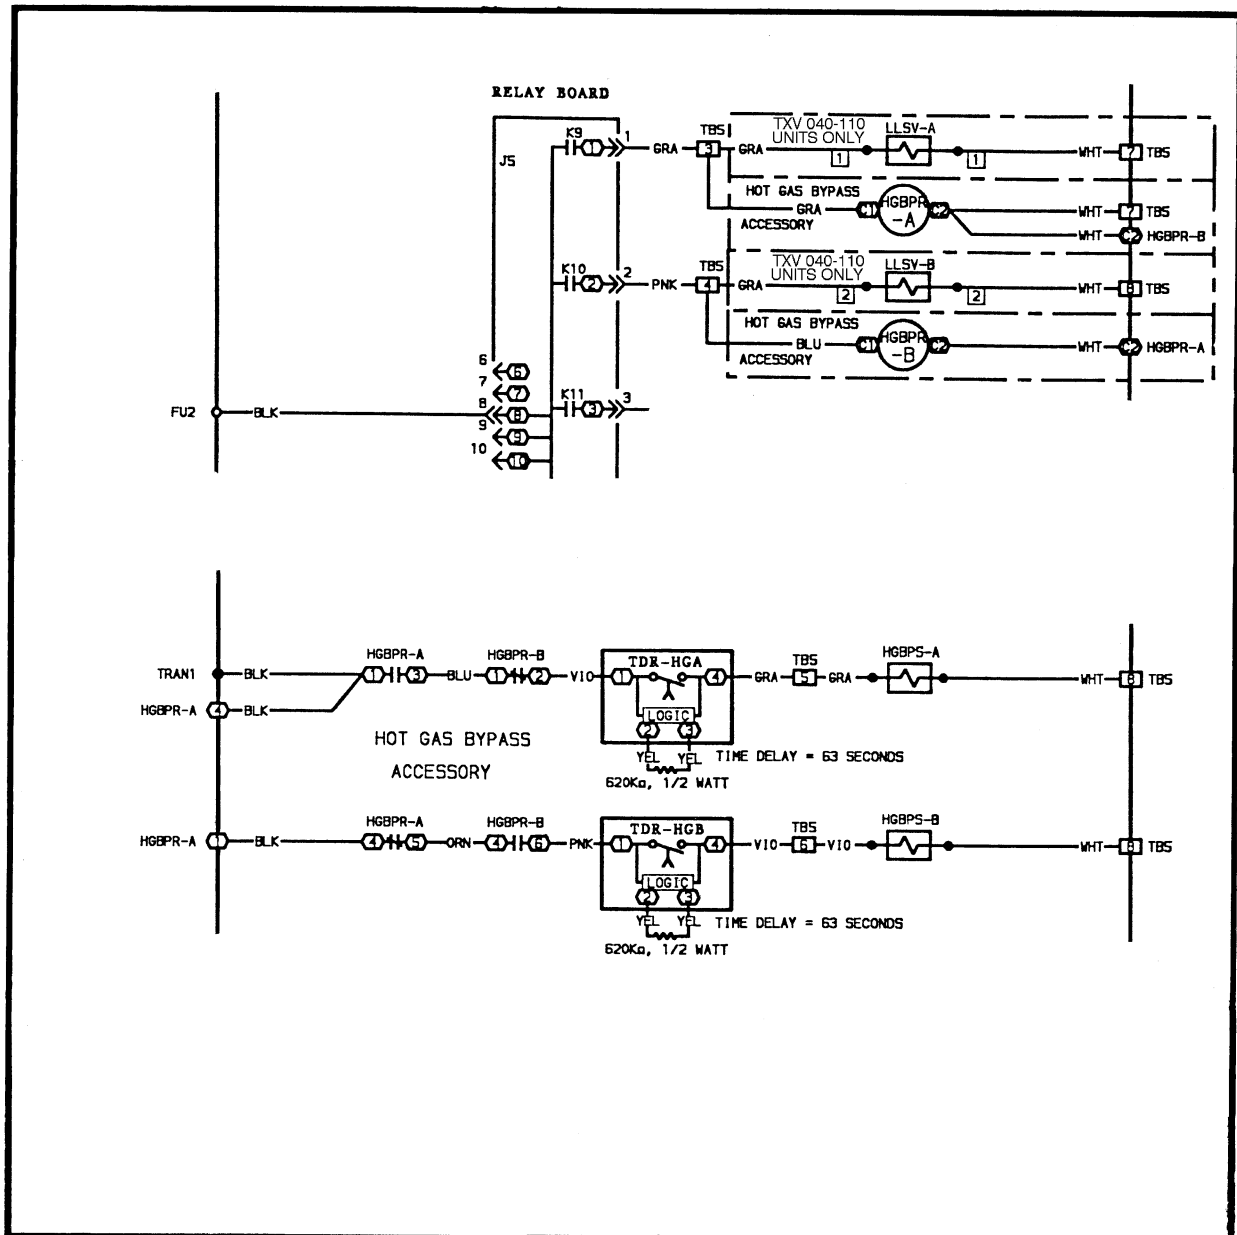 RELAY BOARD
J5
K9 1 1 GRA TB5 3 GRA
TXV 040-110
UNITS ONLY
1 LLSV-A 1 WHT 7 TB5
HOT GAS BYPASS
ACCESSORY
GRA C1 HGBPR
-A C2 WHT 7 TB5
WHT C2 HGBPR-B
K10 2 2 PNK TB5 4 GRA
TXV 040-110
UNITS ONLY
2 LLSV-B 2 WHT 8 TB5
HOT GAS BYPASS
ACCESSORY
BLU C1 HGBPR
-B C2 WHT C2 HGBPR-A
6 6
7 7
K11 3 3
FU2 BLK 8 8
9 9
10 10
TRAN1 BLK HGBPR-A 1 3 BLU HGBPR-B 1 2 VIO 1 TDR-HGA 4 GRA TB5 5 GRA HGBPS-A WHT 8 TB5
HGBPR-A 4 BLK
LOGIC
2 3
YEL YEL TIME DELAY = 63 SECONDS
620KΩ, 1/2 WATT
HOT GAS BYPASS
ACCESSORY
HGBPR-A 1 BLK HGBPR-A 4 5 ORN HGBPR-B 4 6 PNK 1 TDR-HGB 4 VIO TB5 6 VIO HGBPS-B WHT 8 TB5
LOGIC
2 3
YEL YEL TIME DELAY = 63 SECONDS
620KΩ, 1/2 WATT